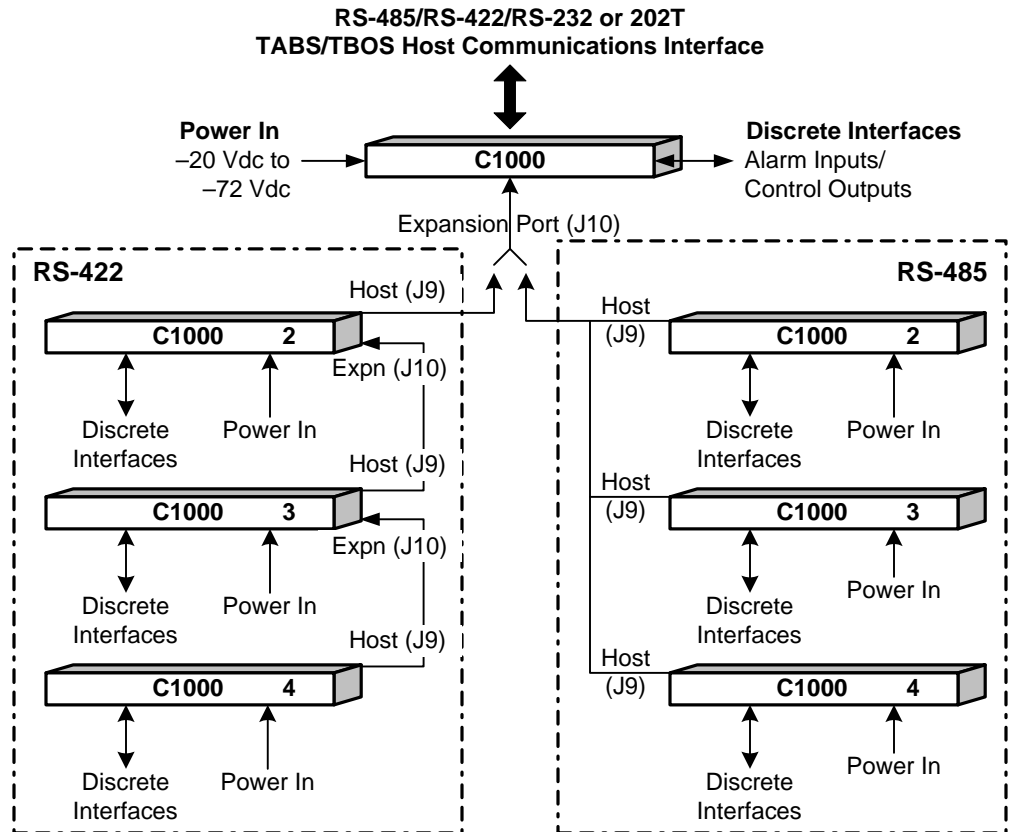 RS-485/RS-422/RS-232 or 202T
TABS/TBOS Host Communications Interface
Power In
–20 Vdc to
–72 Vdc
C1000
Discrete Interfaces
Alarm Inputs/
Control Outputs
Expansion Port (J10)
RS-422
Host (J9)
C1000 2
Expn (J10)
Discrete
Interfaces
Power In
Host (J9)
C1000 3
Expn (J10)
Discrete
Interfaces
Power In
Host (J9)
C1000 4
Discrete
Interfaces
Power In
RS-485
Host
(J9)
C1000 2
Discrete
Interfaces
Power In
Host
(J9)
C1000 3
Discrete
Interfaces
Power In
Host
(J9)
C1000 4
Discrete
Interfaces
Power In